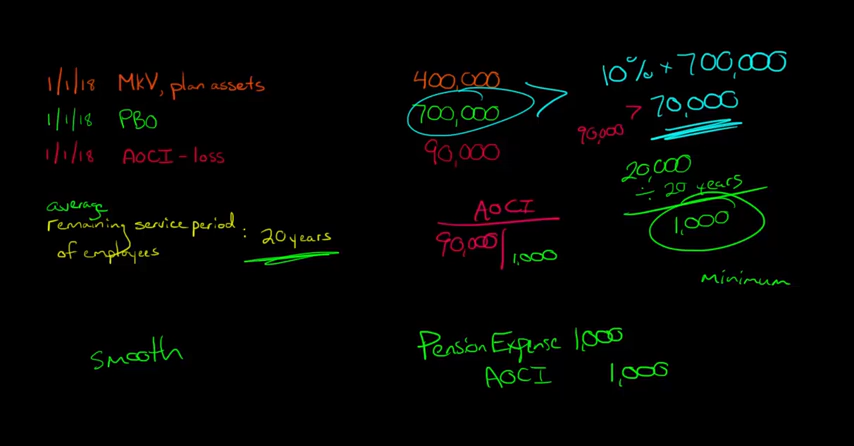 1/1/18 MKV, plan assets 400,000
1/1/18 PBO 700,000
1/1/18 AOCI - loss 90,000
average
remaining service period : 20 years
of employees
smooth
AOCI
90,000 | 1,000
Pension Expense 1,000
AOCI 1,000
10% * 700,000
90,000 > 70,000
20,000
÷ 20 years
1,000
minimum